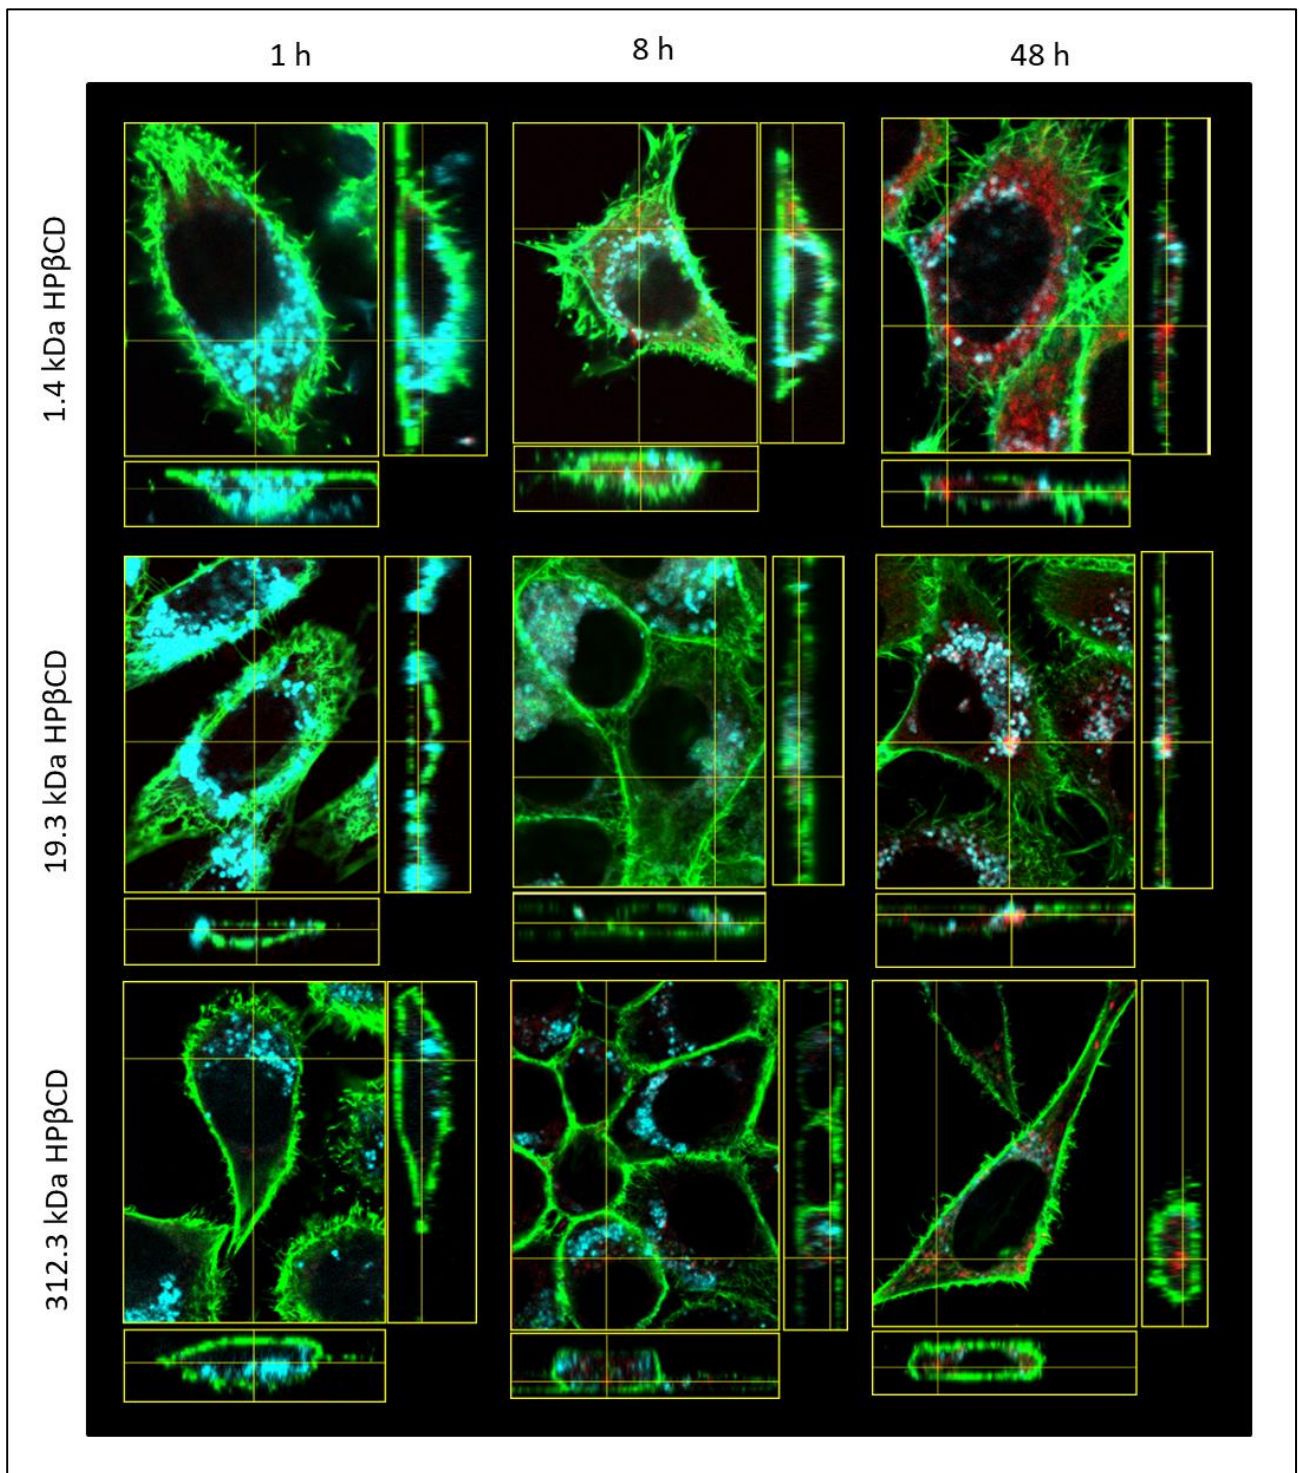 1 h
8 h
48 h
1.4 kDa HPβCD
19.3 kDa HPβCD
312.3 kDa HPβCD